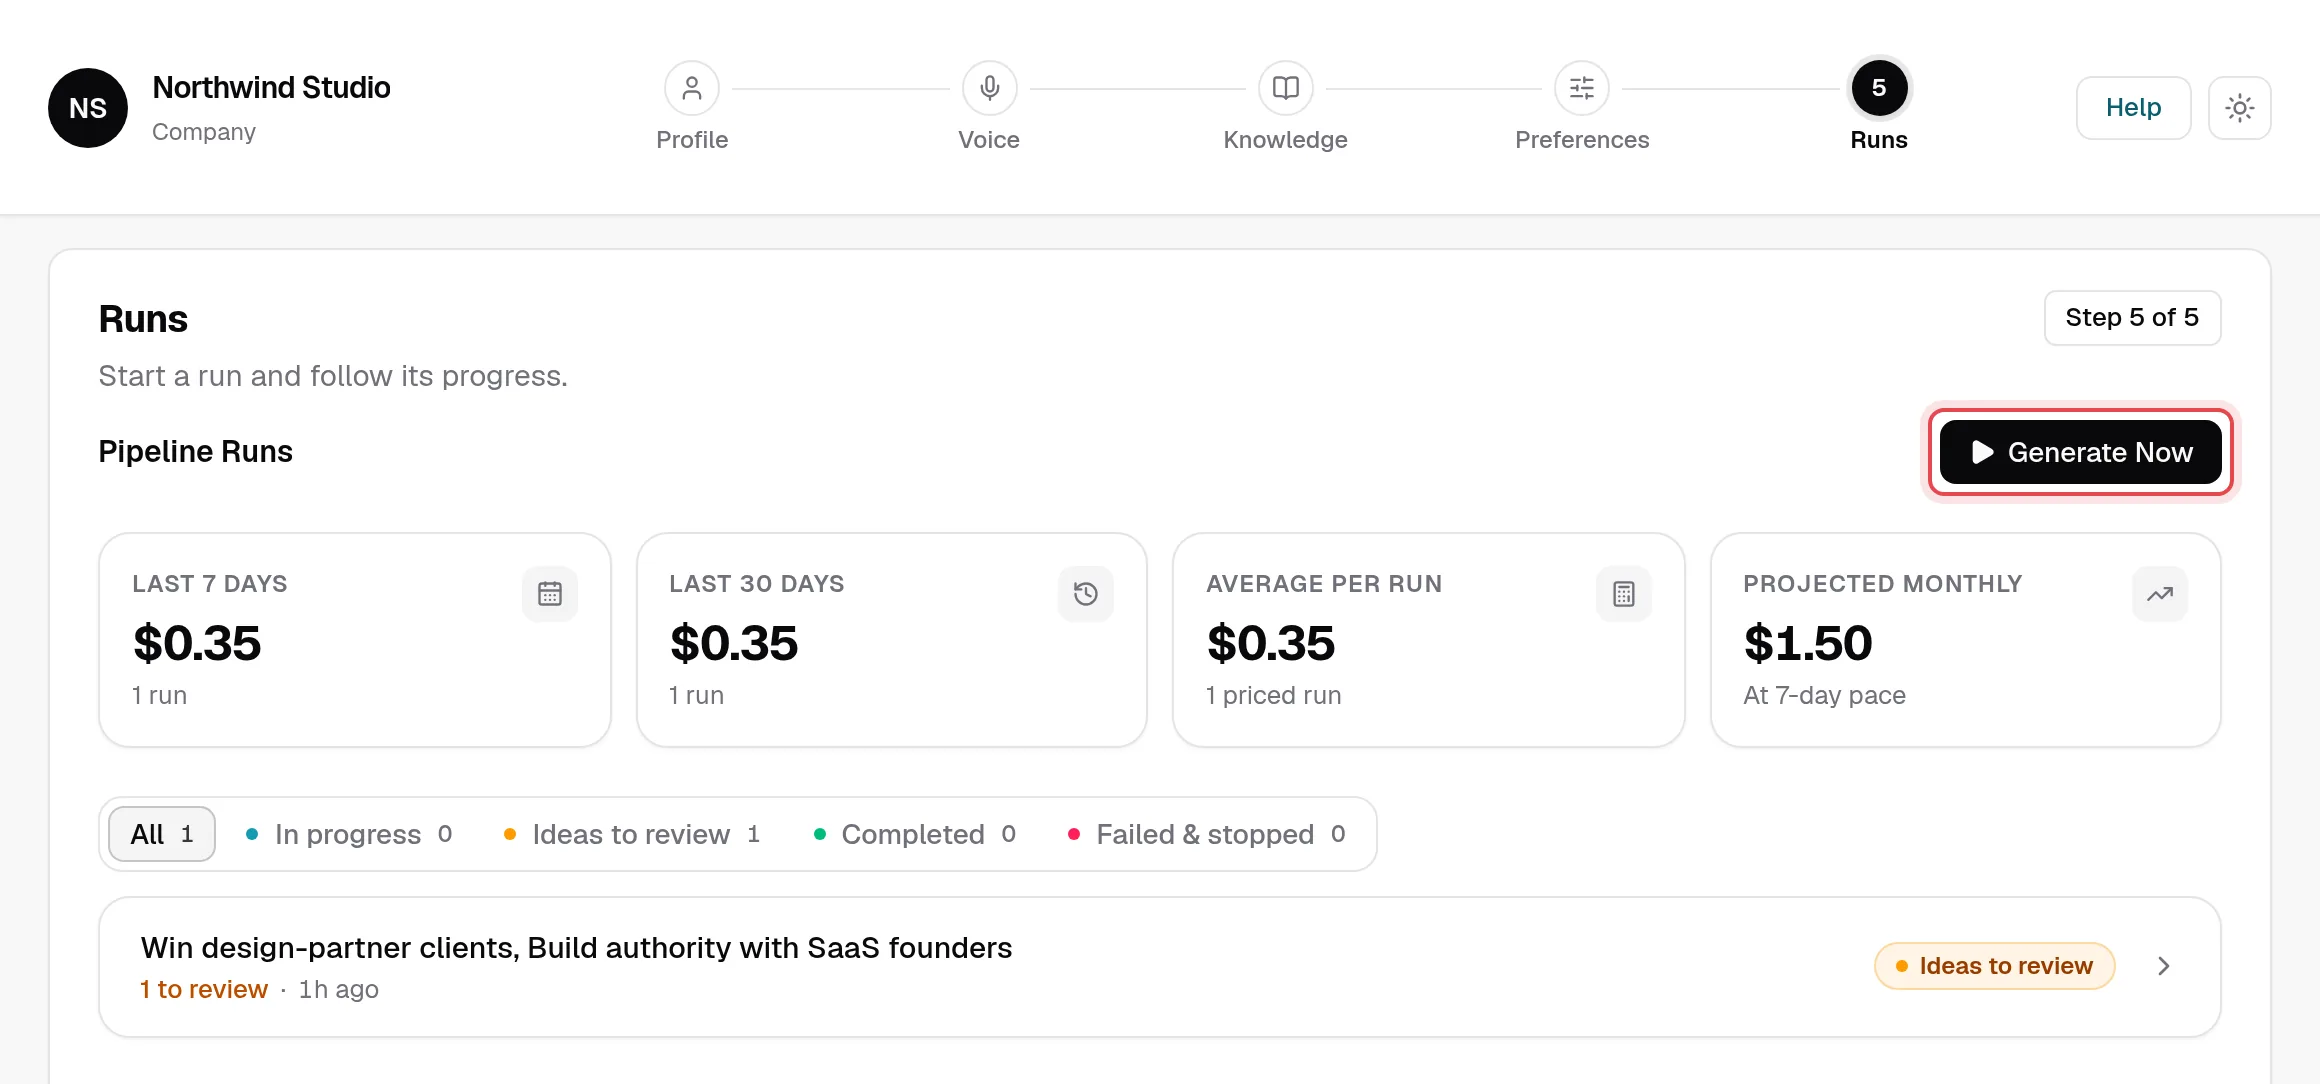 NS
Northwind Studio
Company
Profile
Voice
Knowledge
Preferences
5
Runs
Help
Runs
Step 5 of 5
Start a run and follow its progress.
Pipeline Runs
Generate Now
LAST 7 DAYS
$0.35
1 run
LAST 30 DAYS
$0.35
1 run
AVERAGE PER RUN
$0.35
1 priced run
PROJECTED MONTHLY
$1.50
At 7-day pace
All 1
In progress 0
Ideas to review 1
Completed 0
Failed & stopped 0
Win design-partner clients, Build authority with SaaS founders
1 to review · 1h ago
Ideas to review